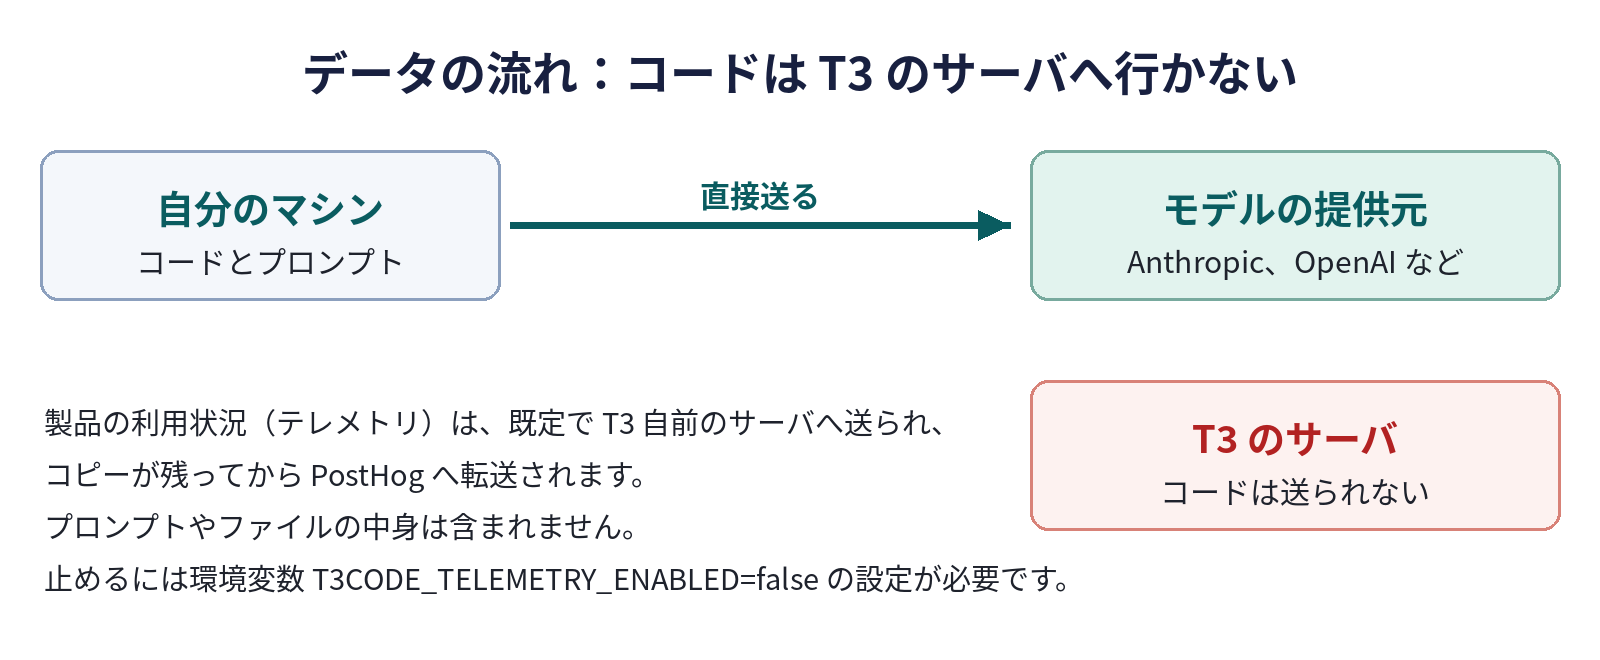 データの流れ：コードは T3 のサーバへ行かない
自分のマシン
コードとプロンプト
直接送る
モデルの提供元
Anthropic、OpenAI など
製品の利用状況（テレメトリ）は、既定で T3 自前のサーバへ送られ、
コピーが残ってから PostHog へ転送されます。
プロンプトやファイルの中身は含まれません。
止めるには環境変数 T3CODE_TELEMETRY_ENABLED=false の設定が必要です。
T3 のサーバ
コードは送られない